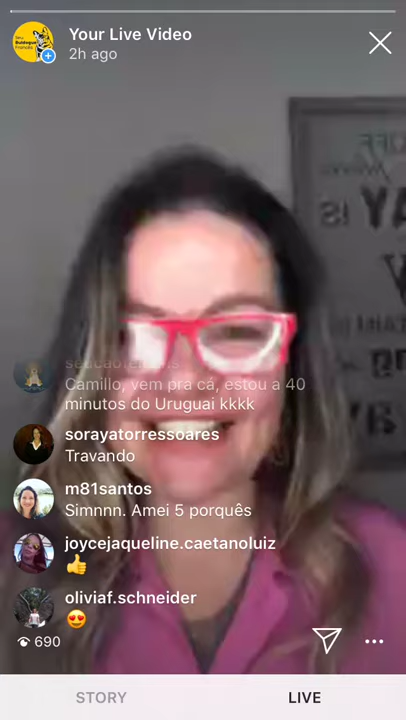 Your Live Video
2h ago
Camillo, vem pra cá, estou a 40
minutos do Uruguai kkkk
sorayatorressoares
Travando
m81santos
Simnnn. Amei 5 porquês
joycejaqueline.caetanoluiz
👍
oliviaf.schneider
😍
690
STORY
LIVE